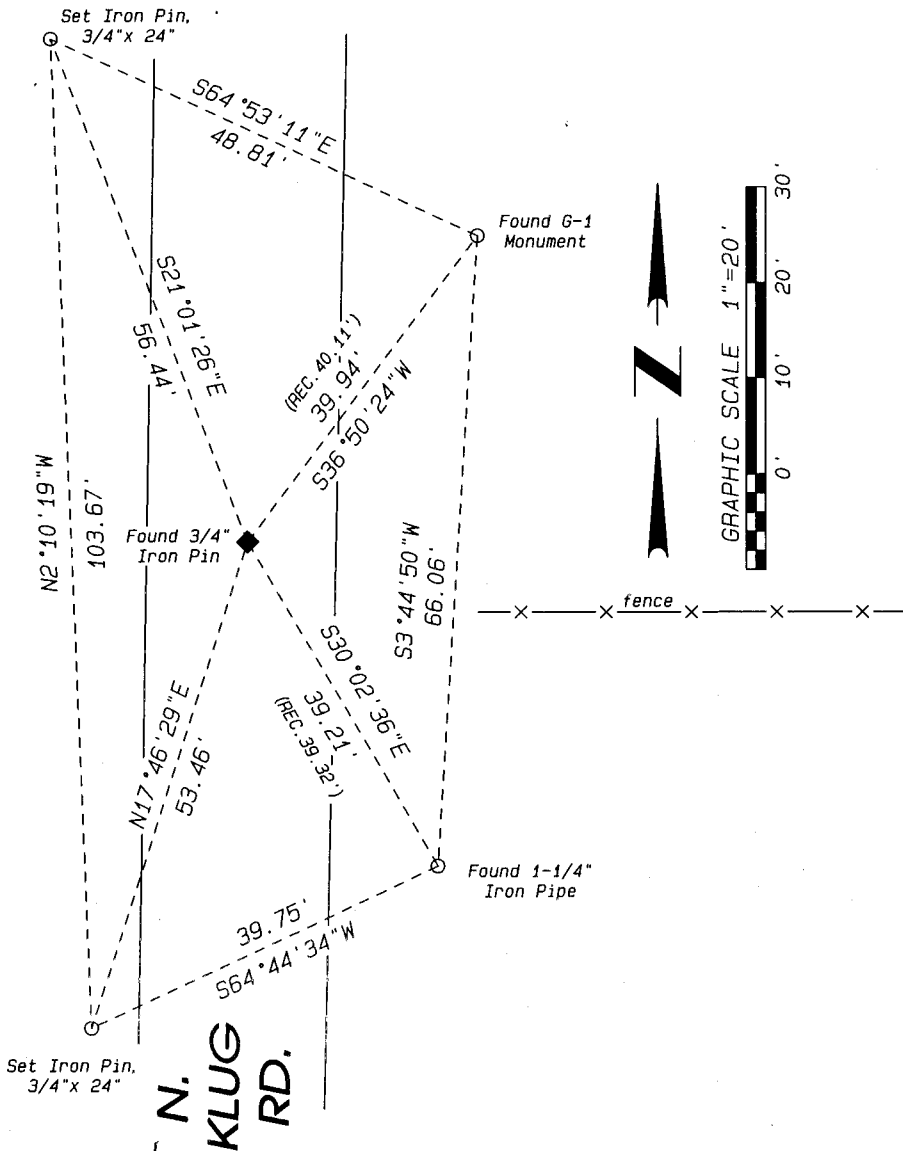 Set Iron Pin,
3/4"x 24"
S64°53'11"E
48.81'
Found G-1
Monument
S21°01'26"E
56.44'
(REC. 40.11')
39.94'
S36°50'24"W
N
GRAPHIC SCALE 1"=20'
0' 10' 20' 30'
N2°10'19"W
103.67'
Found 3/4"
Iron Pin
S3°44'50"W
66.06'
fence
S30°02'36"E
39.21'
(REC.39.32')
N17°46'29"E
53.46'
Found 1-1/4"
Iron Pipe
39.75'
S64°44'34"W
Set Iron Pin,
3/4"x 24"
N.
KLUG
RD.